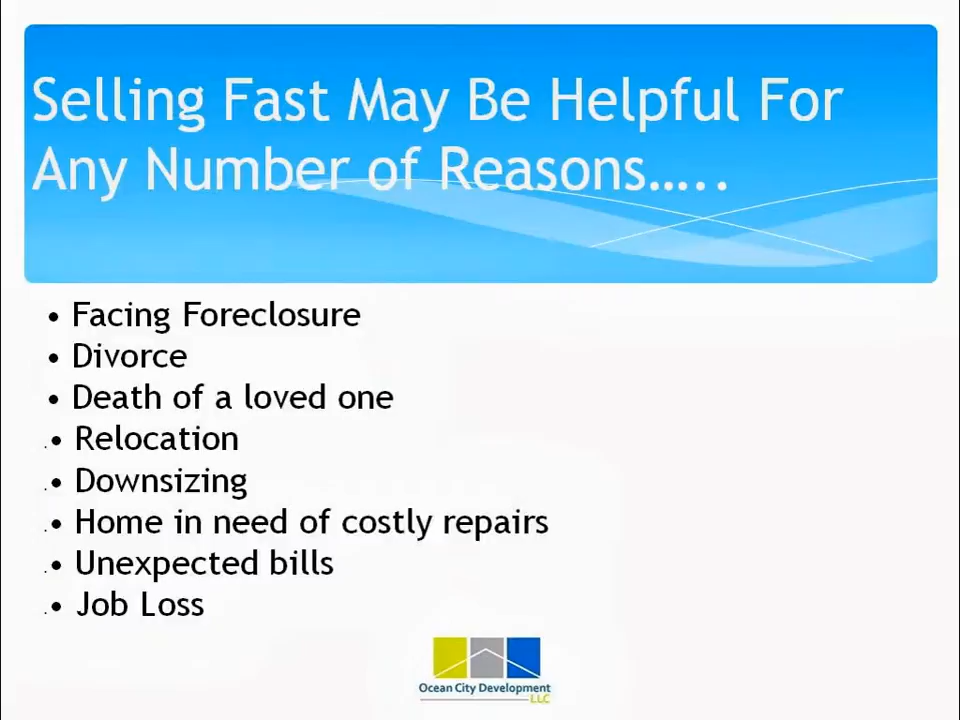 Selling Fast May Be Helpful For
Any Number of Reasons…..
• Facing Foreclosure
• Divorce
• Death of a loved one
• Relocation
• Downsizing
• Home in need of costly repairs
• Unexpected bills
• Job Loss
Ocean City Development
LLC